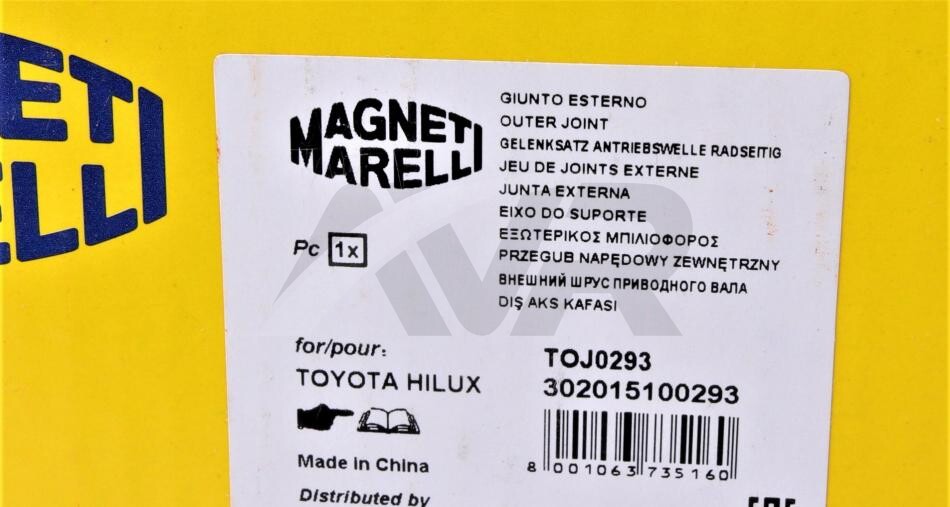 ETI
ELLI
MAGNETI
MARELLI
Pc 1x
GIUNTO ESTERNO
OUTER JOINT
GELENKSATZ ANTRIEBSWELLE RADSEITIG
JEU DE JOINTS EXTERNE
JUNTA EXTERNA
EIXO DO SUPORTE
ΕΞΩΤΕΡΙΚΟΣ ΜΠΙΛΙΟΦΟΡΟΣ
PRZEGUB NAPĘDOWY ZEWNĘTRZNY
ВНЕШНИЙ ШРУС ПРИВОДНОГО ВАЛА
DIŞ AKS KAFASI
AVR
for/pour:
TOYOTA HILUX
TOJ0293
302015100293
8 001063 735160
Made in China
Distributed by